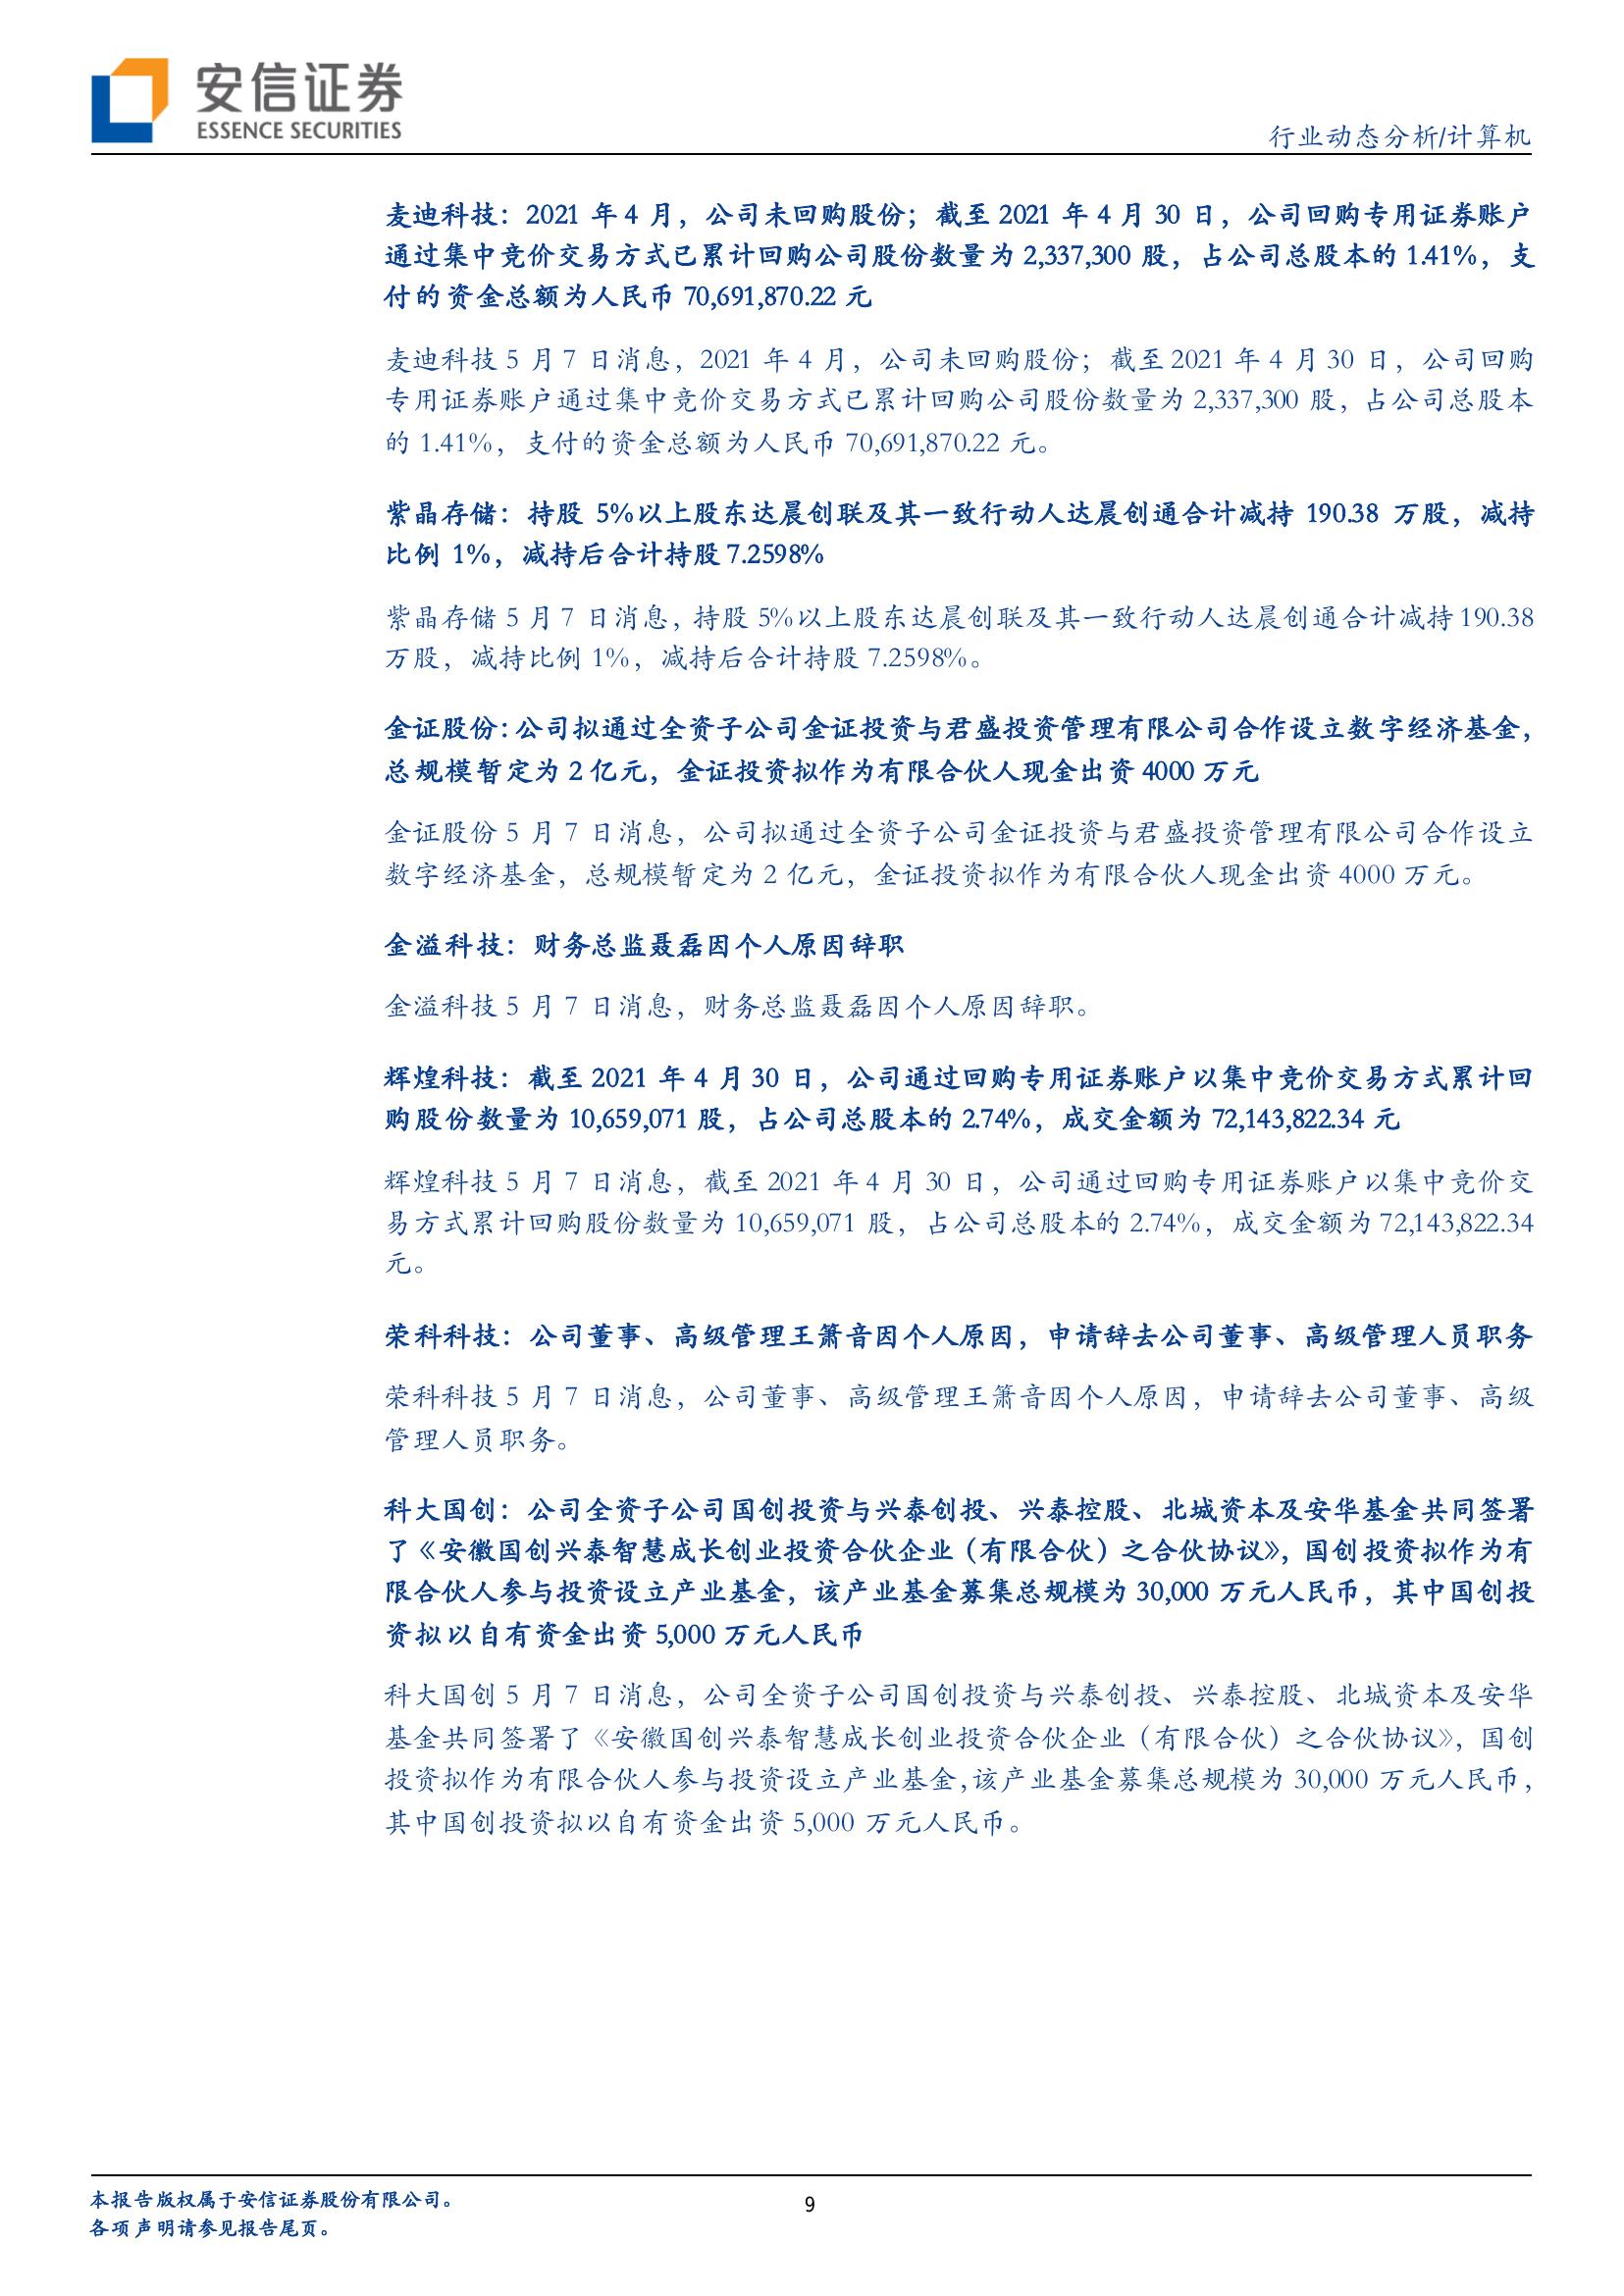 安信证券
ESSENCE SECURITIES
行业动态分析/计算机
麦迪科技：2021 年 4 月，公司未回购股份；截至 2021 年 4 月 30 日，公司回购专用证券账户
通过集中竞价交易方式已累计回购公司股份数量为 2,337,300 股，占公司总股本的 1.41%，支
付的资金总额为人民币 70,691,870.22 元
麦迪科技 5 月 7 日消息，2021 年 4 月，公司未回购股份；截至 2021 年 4 月 30 日，公司回购
专用证券账户通过集中竞价交易方式已累计回购公司股份数量为 2,337,300 股，占公司总股本
的 1.41%，支付的资金总额为人民币 70,691,870.22 元。
紫晶存储：持股 5%以上股东达晨创联及其一致行动人达晨创通合计减持 190.38 万股，减持
比例 1%，减持后合计持股 7.2598%
紫晶存储 5 月 7 日消息，持股 5%以上股东达晨创联及其一致行动人达晨创通合计减持 190.38
万股，减持比例 1%，减持后合计持股 7.2598%。
金证股份：公司拟通过全资子公司金证投资与君盛投资管理有限公司合作设立数字经济基金，
总规模暂定为 2 亿元，金证投资拟作为有限合伙人现金出资 4000 万元
金证股份 5 月 7 日消息，公司拟通过全资子公司金证投资与君盛投资管理有限公司合作设立
数字经济基金，总规模暂定为 2 亿元，金证投资拟作为有限合伙人现金出资 4000 万元。
金溢科技：财务总监聂磊因个人原因辞职
金溢科技 5 月 7 日消息，财务总监聂磊因个人原因辞职。
辉煌科技：截至 2021 年 4 月 30 日，公司通过回购专用证券账户以集中竞价交易方式累计回
购股份数量为 10,659,071 股，占公司总股本的 2.74%，成交金额为 72,143,822.34 元
辉煌科技 5 月 7 日消息，截至 2021 年 4 月 30 日，公司通过回购专用证券账户以集中竞价交
易方式累计回购股份数量为 10,659,071 股，占公司总股本的 2.74%，成交金额为 72,143,822.34
元。
荣科科技：公司董事、高级管理王箫音因个人原因，申请辞去公司董事、高级管理人员职务
荣科科技 5 月 7 日消息，公司董事、高级管理王箫音因个人原因，申请辞去公司董事、高级
管理人员职务。
科大国创：公司全资子公司国创投资与兴泰创投、兴泰控股、北城资本及安华基金共同签署
了《安徽国创兴泰智慧成长创业投资合伙企业（有限合伙）之合伙协议》，国创投资拟作为有
限合伙人参与投资设立产业基金，该产业基金募集总规模为 30,000 万元人民币，其中国创投
资拟以自有资金出资 5,000 万元人民币
科大国创 5 月 7 日消息，公司全资子公司国创投资与兴泰创投、兴泰控股、北城资本及安华
基金共同签署了《安徽国创兴泰智慧成长创业投资合伙企业（有限合伙）之合伙协议》，国创
投资拟作为有限合伙人参与投资设立产业基金，该产业基金募集总规模为 30,000 万元人民币，
其中国创投资拟以自有资金出资 5,000 万元人民币。
本报告版权属于安信证券股份有限公司。
各项声明请参见报告尾页。
9